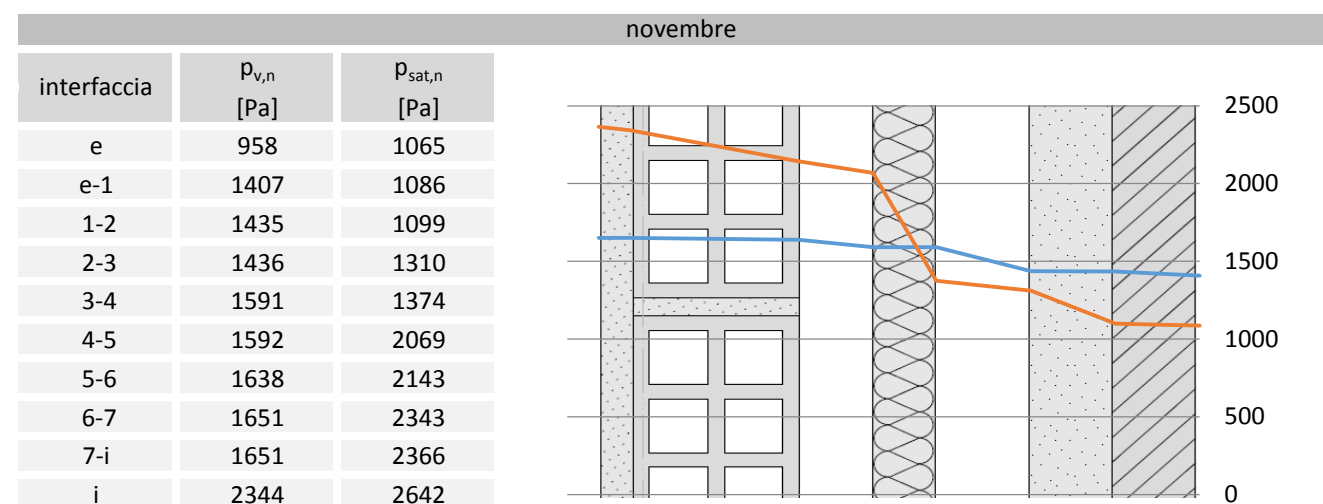 novembre
interfaccia pv,n psat,n
[Pa] [Pa]
e 958 1065
e-1 1407 1086
1-2 1435 1099
2-3 1436 1310
3-4 1591 1374
4-5 1592 2069
5-6 1638 2143
6-7 1651 2343
7-i 1651 2366
i 2344 2642
2500
2000
1500
1000
500
0